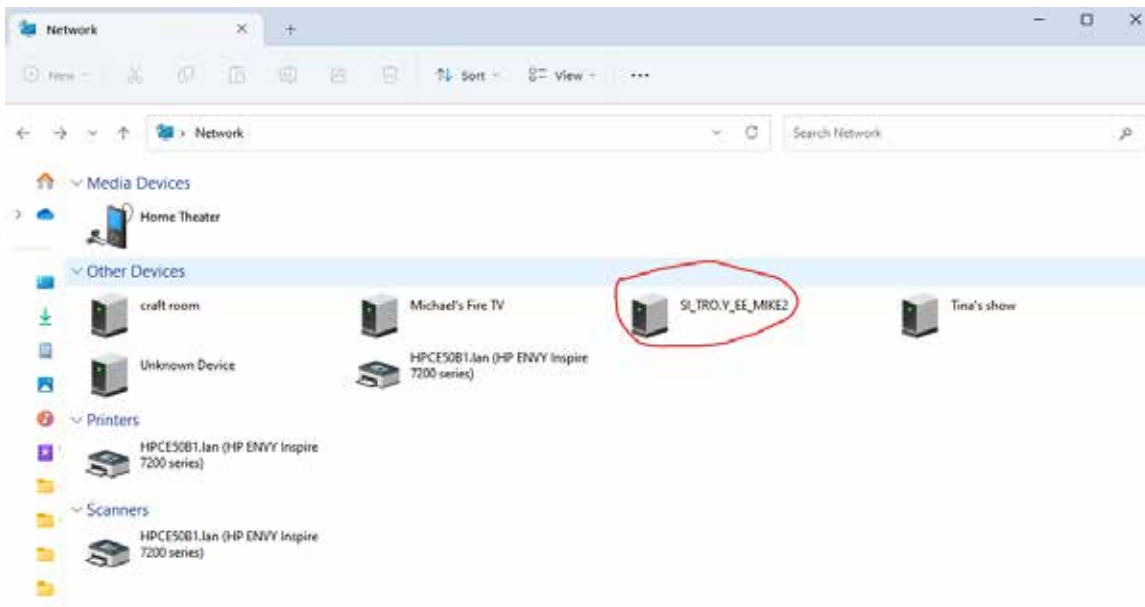 Network
New Sort View ...
Network Search Network
Media Devices
Home Theater
Other Devices
craft room Michael's Fire TV SI_TRO.Y_EE_MIKE2 Tina's show
Unknown Device HPCE50B1.lan (HP ENVY Inspire
7200 series)
Printers
HPCE50B1.lan (HP ENVY Inspire
7200 series)
Scanners
HPCE50B1.lan (HP ENVY Inspire
7200 series)